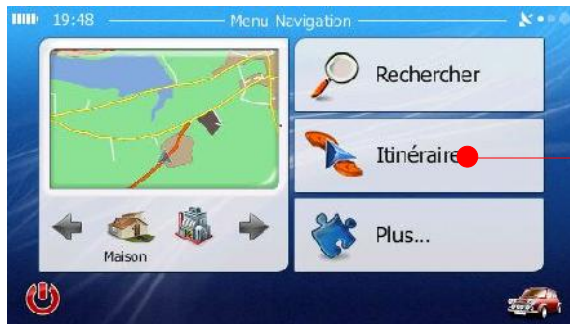 19:48
Menu Navigation
Rechercher
Itinéraire
Plus...
Maison